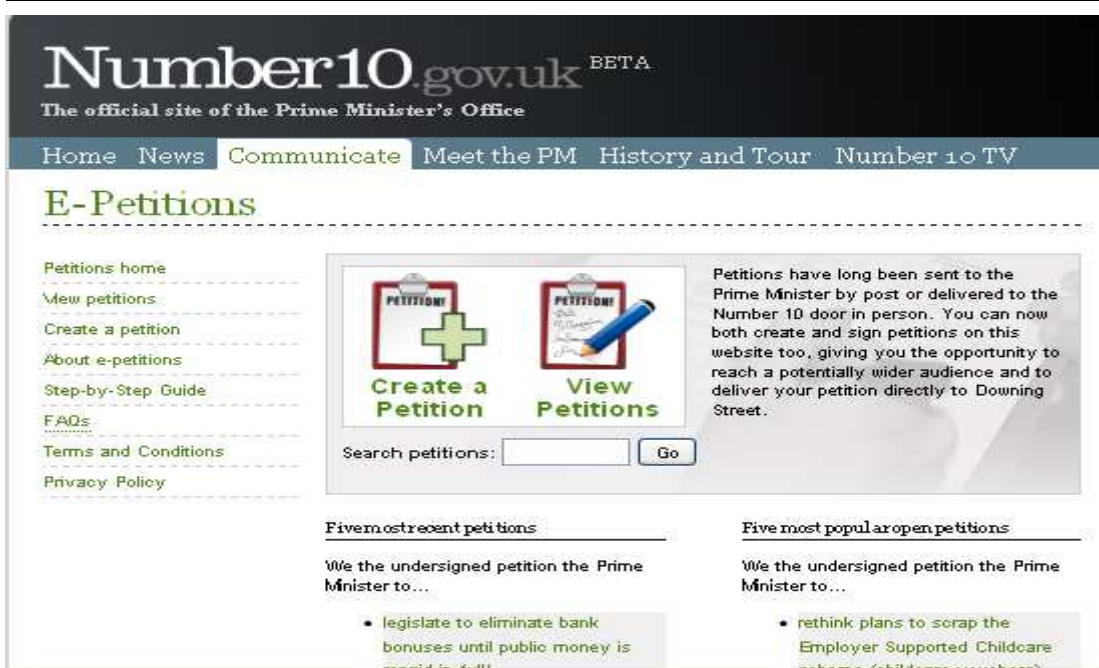 Number10.gov.uk BETA
The official site of the Prime Minister's Office
Home News Communicate Meet the PM History and Tour Number 10 TV
E-Petitions
Petitions home
View petitions
Create a petition
About e-petitions
Step-by-Step Guide
FAQs
Terms and Conditions
Privacy Policy
PETITION!
PETITION!
Create a
Petition
View
Petitions
Search petitions:
Go
Petitions have long been sent to the
Prime Minister by post or delivered to the
Number 10 door in person. You can now
both create and sign petitions on this
website too, giving you the opportunity to
reach a potentially wider audience and to
deliver your petition directly to Downing
Street.
Five most recent petitions
We the undersigned petition the Prime
Minister to...
• legislate to eliminate bank
bonuses until public money is
Five most popular open petitions
We the undersigned petition the Prime
Minister to...
• rethink plans to scrap the
Employer Supported Childcare